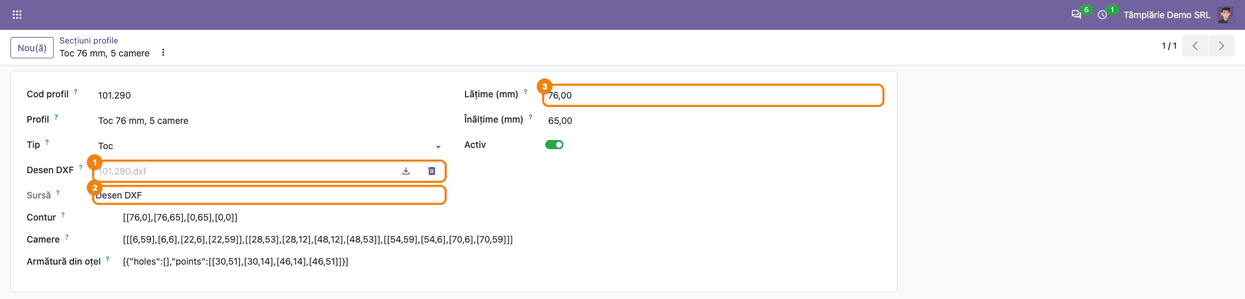 6
1
Tâmplărie Demo SRL
Nou(ă)
Secțiuni profile
Toc 76 mm, 5 camere
1 / 1
Cod profil ?
101.290
Lățime (mm) ?
3
76,00
Profil ?
Toc 76 mm, 5 camere
Înălțime (mm) ?
65,00
Tip ?
Toc
Activ
Desen DXF ?
1
101.290.dxf
Sursă ?
2
Desen DXF
Contur ?
[[76,0],[76,65],[0,65],[0,0]]
Camere ?
[[[6,59],[6,6],[22,6],[22,59]],[[28,53],[28,12],[48,12],[48,53]],[[54,59],[54,6],[70,6],[70,59]]]
Armătură din oțel ?
[{"holes":[],"points":[[30,51],[30,14],[46,14],[46,51]]}]